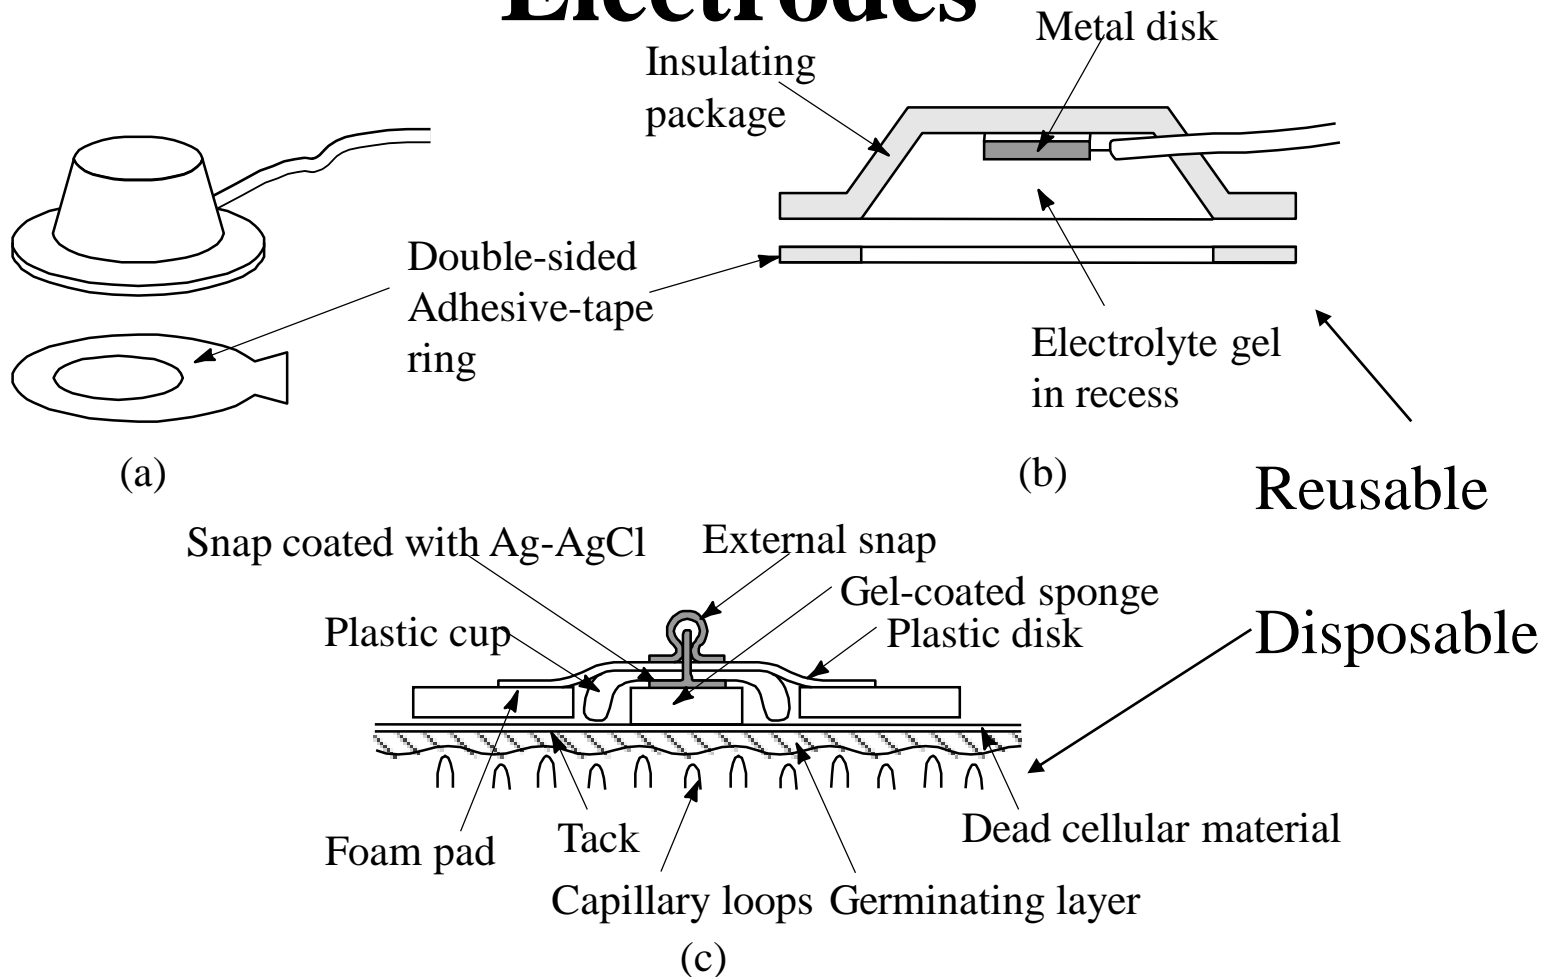 Electrodes
Metal disk
Insulating
package
Double-sided
Adhesive-tape
ring
Electrolyte gel
in recess
(a)
(b)
Reusable
Snap coated with Ag-AgCl
External snap
Gel-coated sponge
Plastic cup
Plastic disk
Disposable
Foam pad
Tack
Dead cellular material
Capillary loops
Germinating layer
(c)